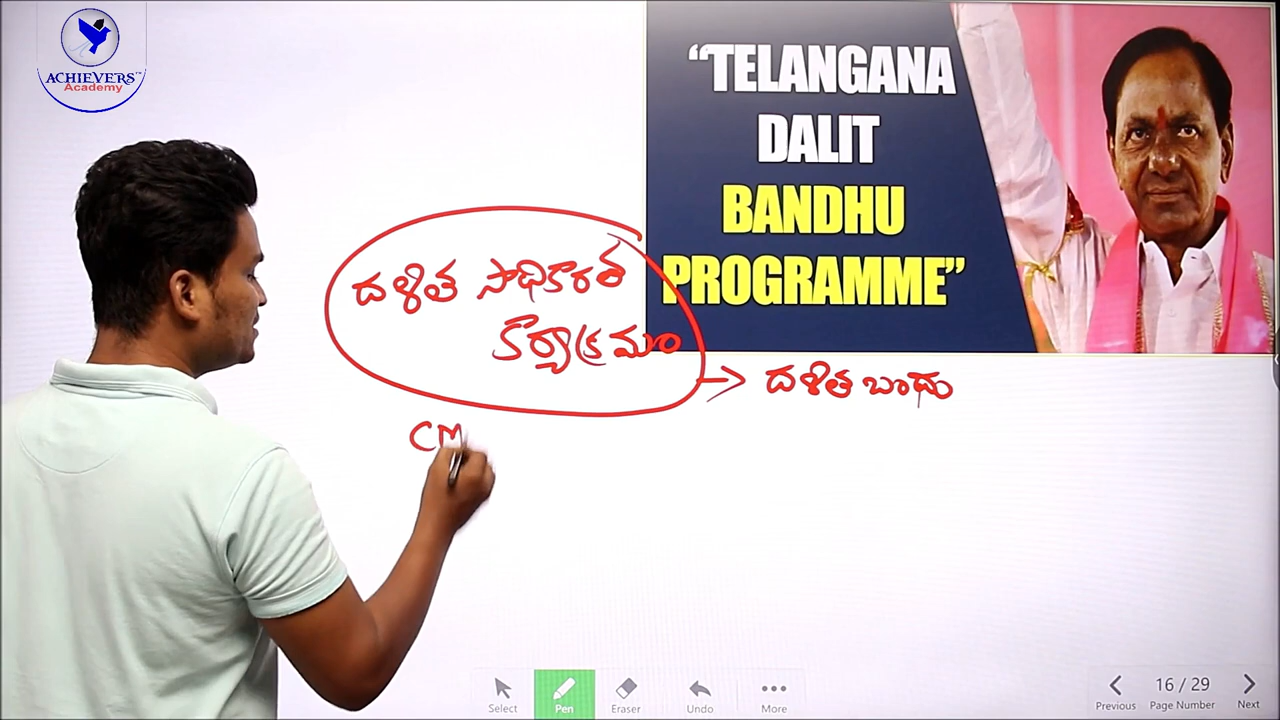 ACHIEVERS
Academy
“TELANGANA
DALIT
BANDHU
PROGRAMME”
దళిత సాధికారత
కార్యక్రమం
→ దళిత బంధు
CM
Select
Pen
Eraser
Undo
More
Previous
16 / 29
Page Number
Next